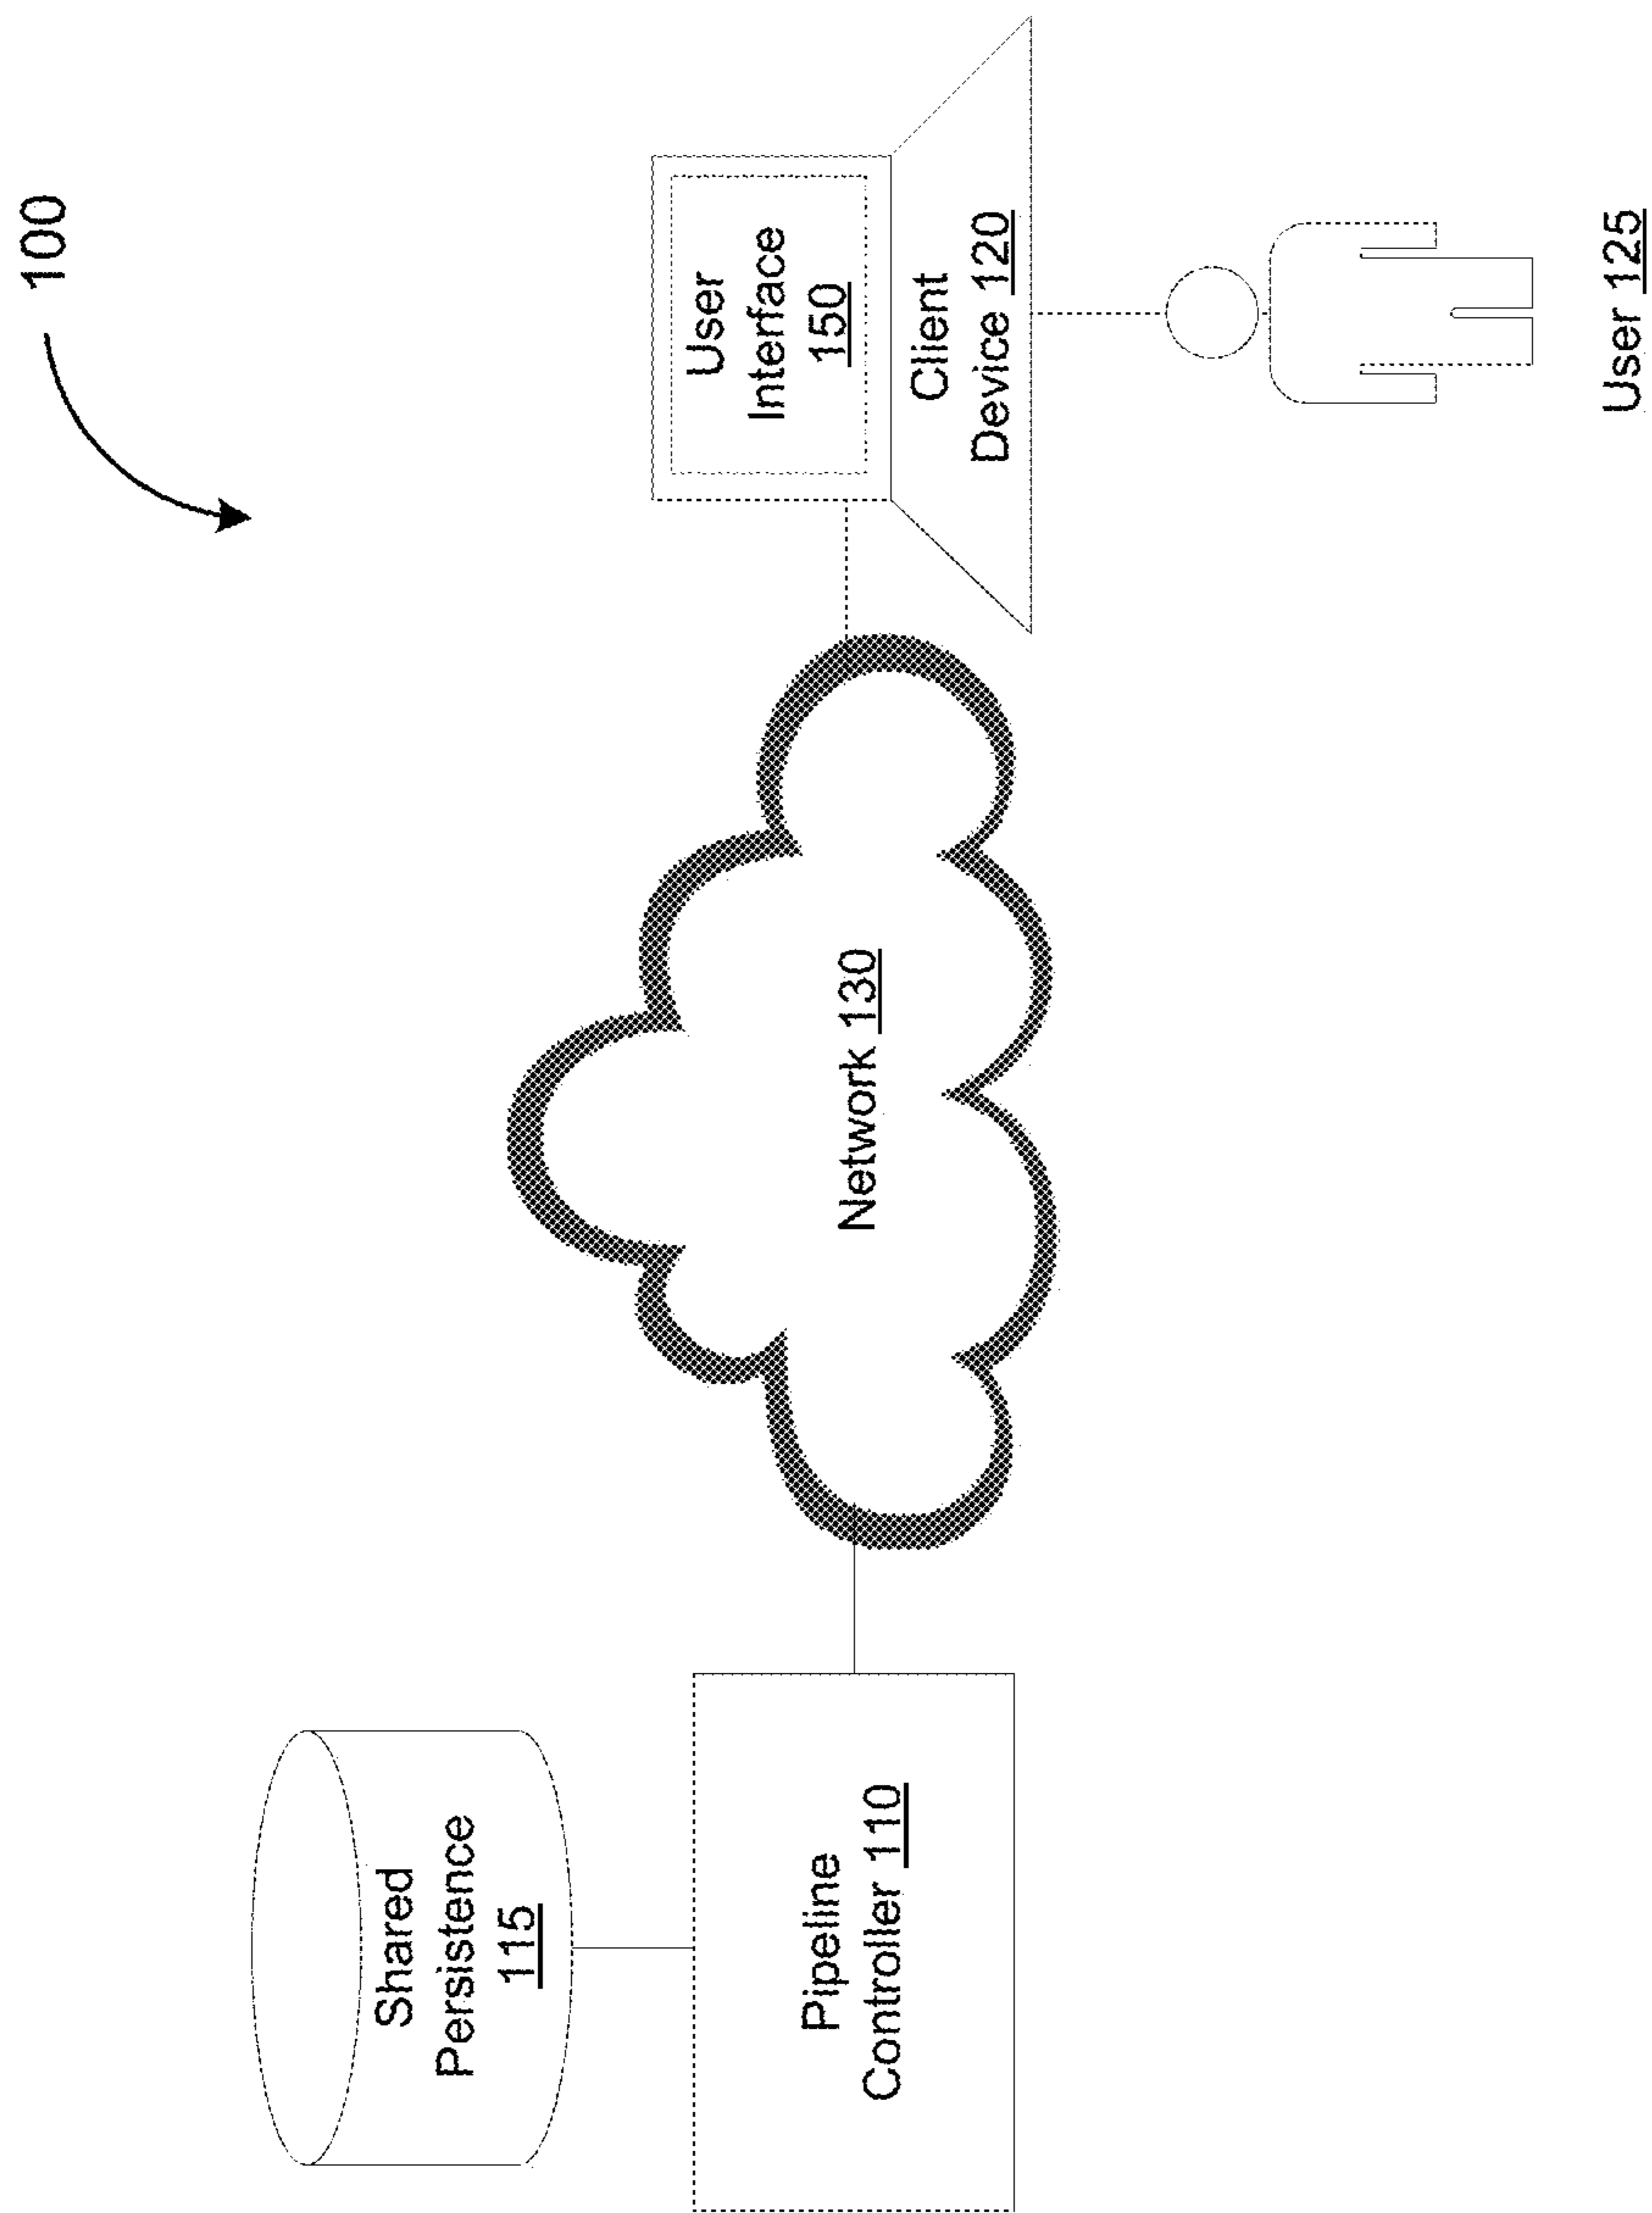 100
Shared
Persistence
115
Pipeline
Controller 110
Network 130
User
Interface
150
Client
Device 120
User 125